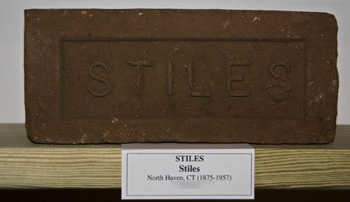 STILES
STILES
Stiles
North Haven, CT (1875-1957)